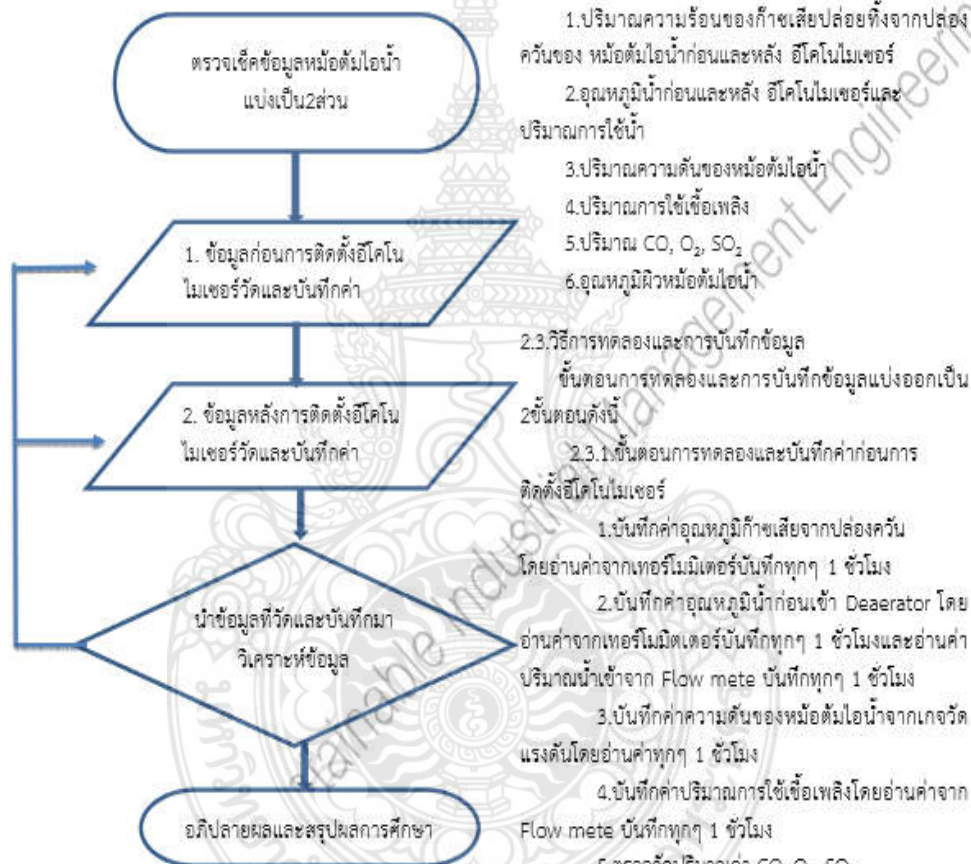 ตรวจเช็คข้อมูลหม้อต้มไอน้ำ
แบ่งเป็น2ส่วน
1. ข้อมูลก่อนการติดตั้งอีโคโน
ไมเซอร์วัดและบันทึกค่า
2. ข้อมูลหลังการติดตั้งอีโคโน
ไมเซอร์วัดและบันทึกค่า
นำข้อมูลที่วัดและบันทึกมา
วิเคราะห์ข้อมูล
อภิปลายผลและสรุปผลการศึกษา
1.ปริมาณความร้อนของก๊าซเสียปล่อยทิ้งจากปล่อง
ควันของ หม้อต้มไอน้ำก่อนและหลัง อีโคโนไมเซอร์
2.อุณหภูมิน้ำก่อนและหลัง อีโคโนไมเซอร์และ
ปริมาณการใช้น้ำ
3.ปริมาณความดันของหม้อต้มไอน้ำ
4.ปริมาณการใช้เชื้อเพลิง
5.ปริมาณ CO, O₂, SO₂
6.อุณหภูมิผิวหม้อต้มไอน้ำ
2.3.วิธีการทดลองและการบันทึกข้อมูล
ขั้นตอนการทดลองและการบันทึกข้อมูลแบ่งออกเป็น
2ขั้นตอนดังนี้
2.3.1.ขั้นตอนการทดลองและบันทึกค่าก่อนการ
ติดตั้งอีโคโนไมเซอร์
1.บันทึกค่าอุณหภูมิก๊าซเสียจากปล่องควัน
โดยอ่านค่าจากเทอร์โมมิเตอร์บันทึกทุกๆ 1 ชั่วโมง
2.บันทึกค่าอุณหภูมิน้ำก่อนเข้า Deaerator โดย
อ่านค่าจากเทอร์โมมิตเตอร์บันทึกทุกๆ 1 ชั่วโมงและอ่านค่า
ปริมาณน้ำเข้าจาก Flow mete บันทึกทุกๆ 1 ชั่วโมง
3.บันทึกค่าความดันของหม้อต้มไอน้ำจากเกจวัด
แรงดันโดยอ่านค่าทุกๆ 1 ชั่วโมง
4.บันทึกค่าปริมาณการใช้เชื้อเพลิงโดยอ่านค่าจาก
Flow mete บันทึกทุกๆ 1 ชั่วโมง
5.ตรวจวัดปริมาณค่า CO, O₂, SO₂